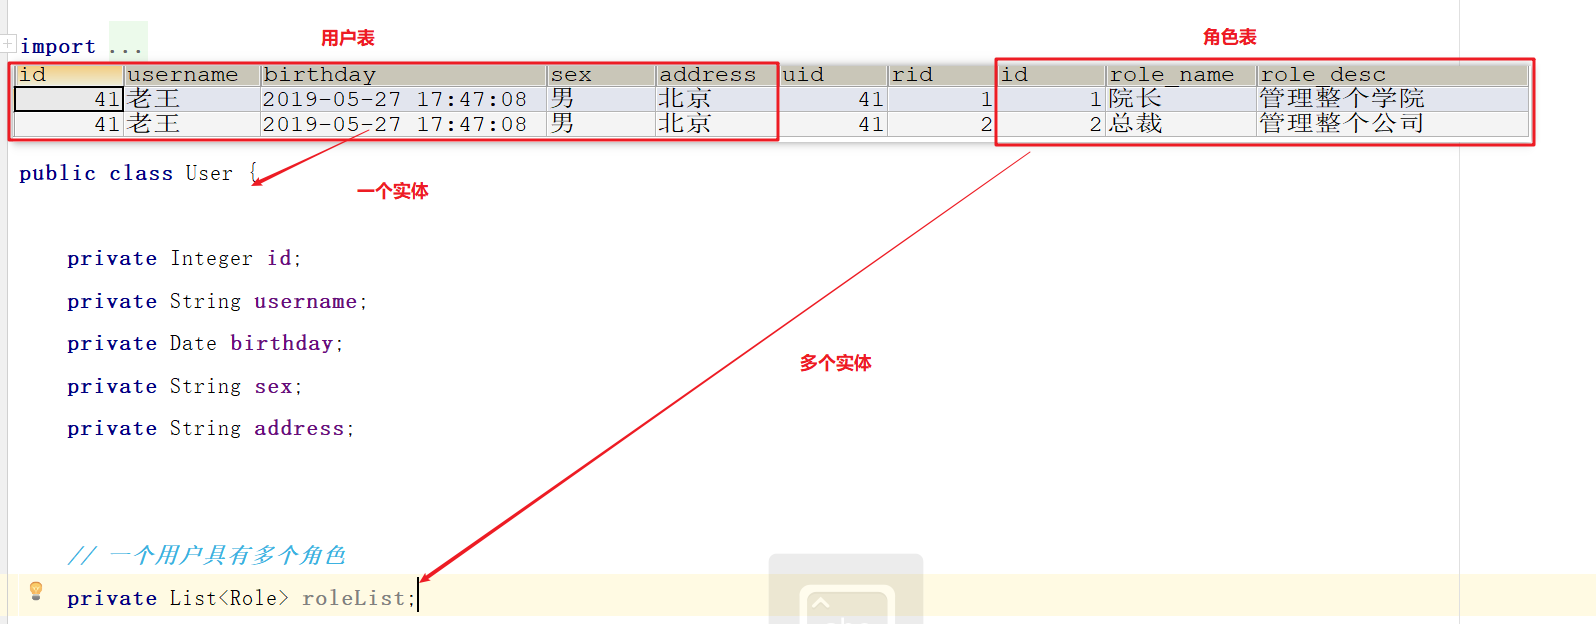 用户表 角色表
import ...
id username birthday sex address uid rid id role_name role_desc
41 老王 2019-05-27 17:47:08 男 北京 41 1 1 院长 管理整个学院
41 老王 2019-05-27 17:47:08 男 北京 41 2 2 总裁 管理整个公司
public class User {
一个实体
private Integer id;
private String username;
private Date birthday;
多个实体
private String sex;
private String address;
// 一个用户具有多个角色
private List<Role> roleList;